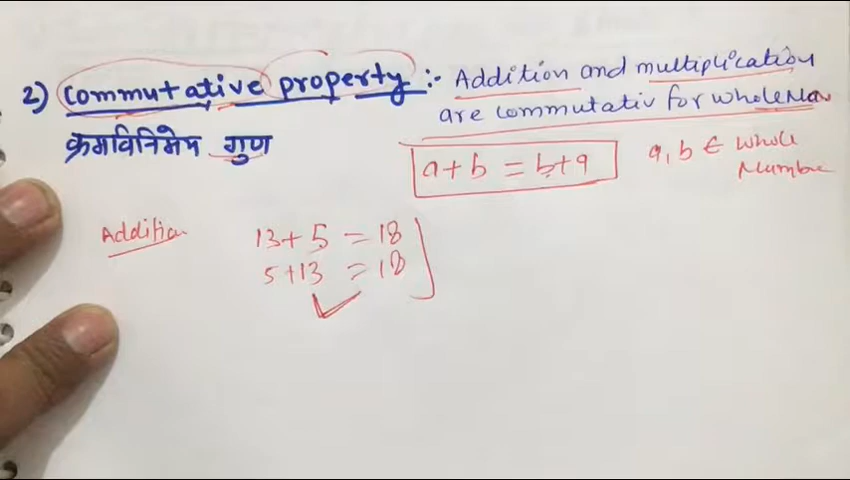 2) Commutative property :- Addition and multiplication
are commutativ for whole No
क्रमविनिमेय गुण
a+b = b+a
a, b ∈ Whole
Number
Addition
13+ 5 = 18
5+13 = 18